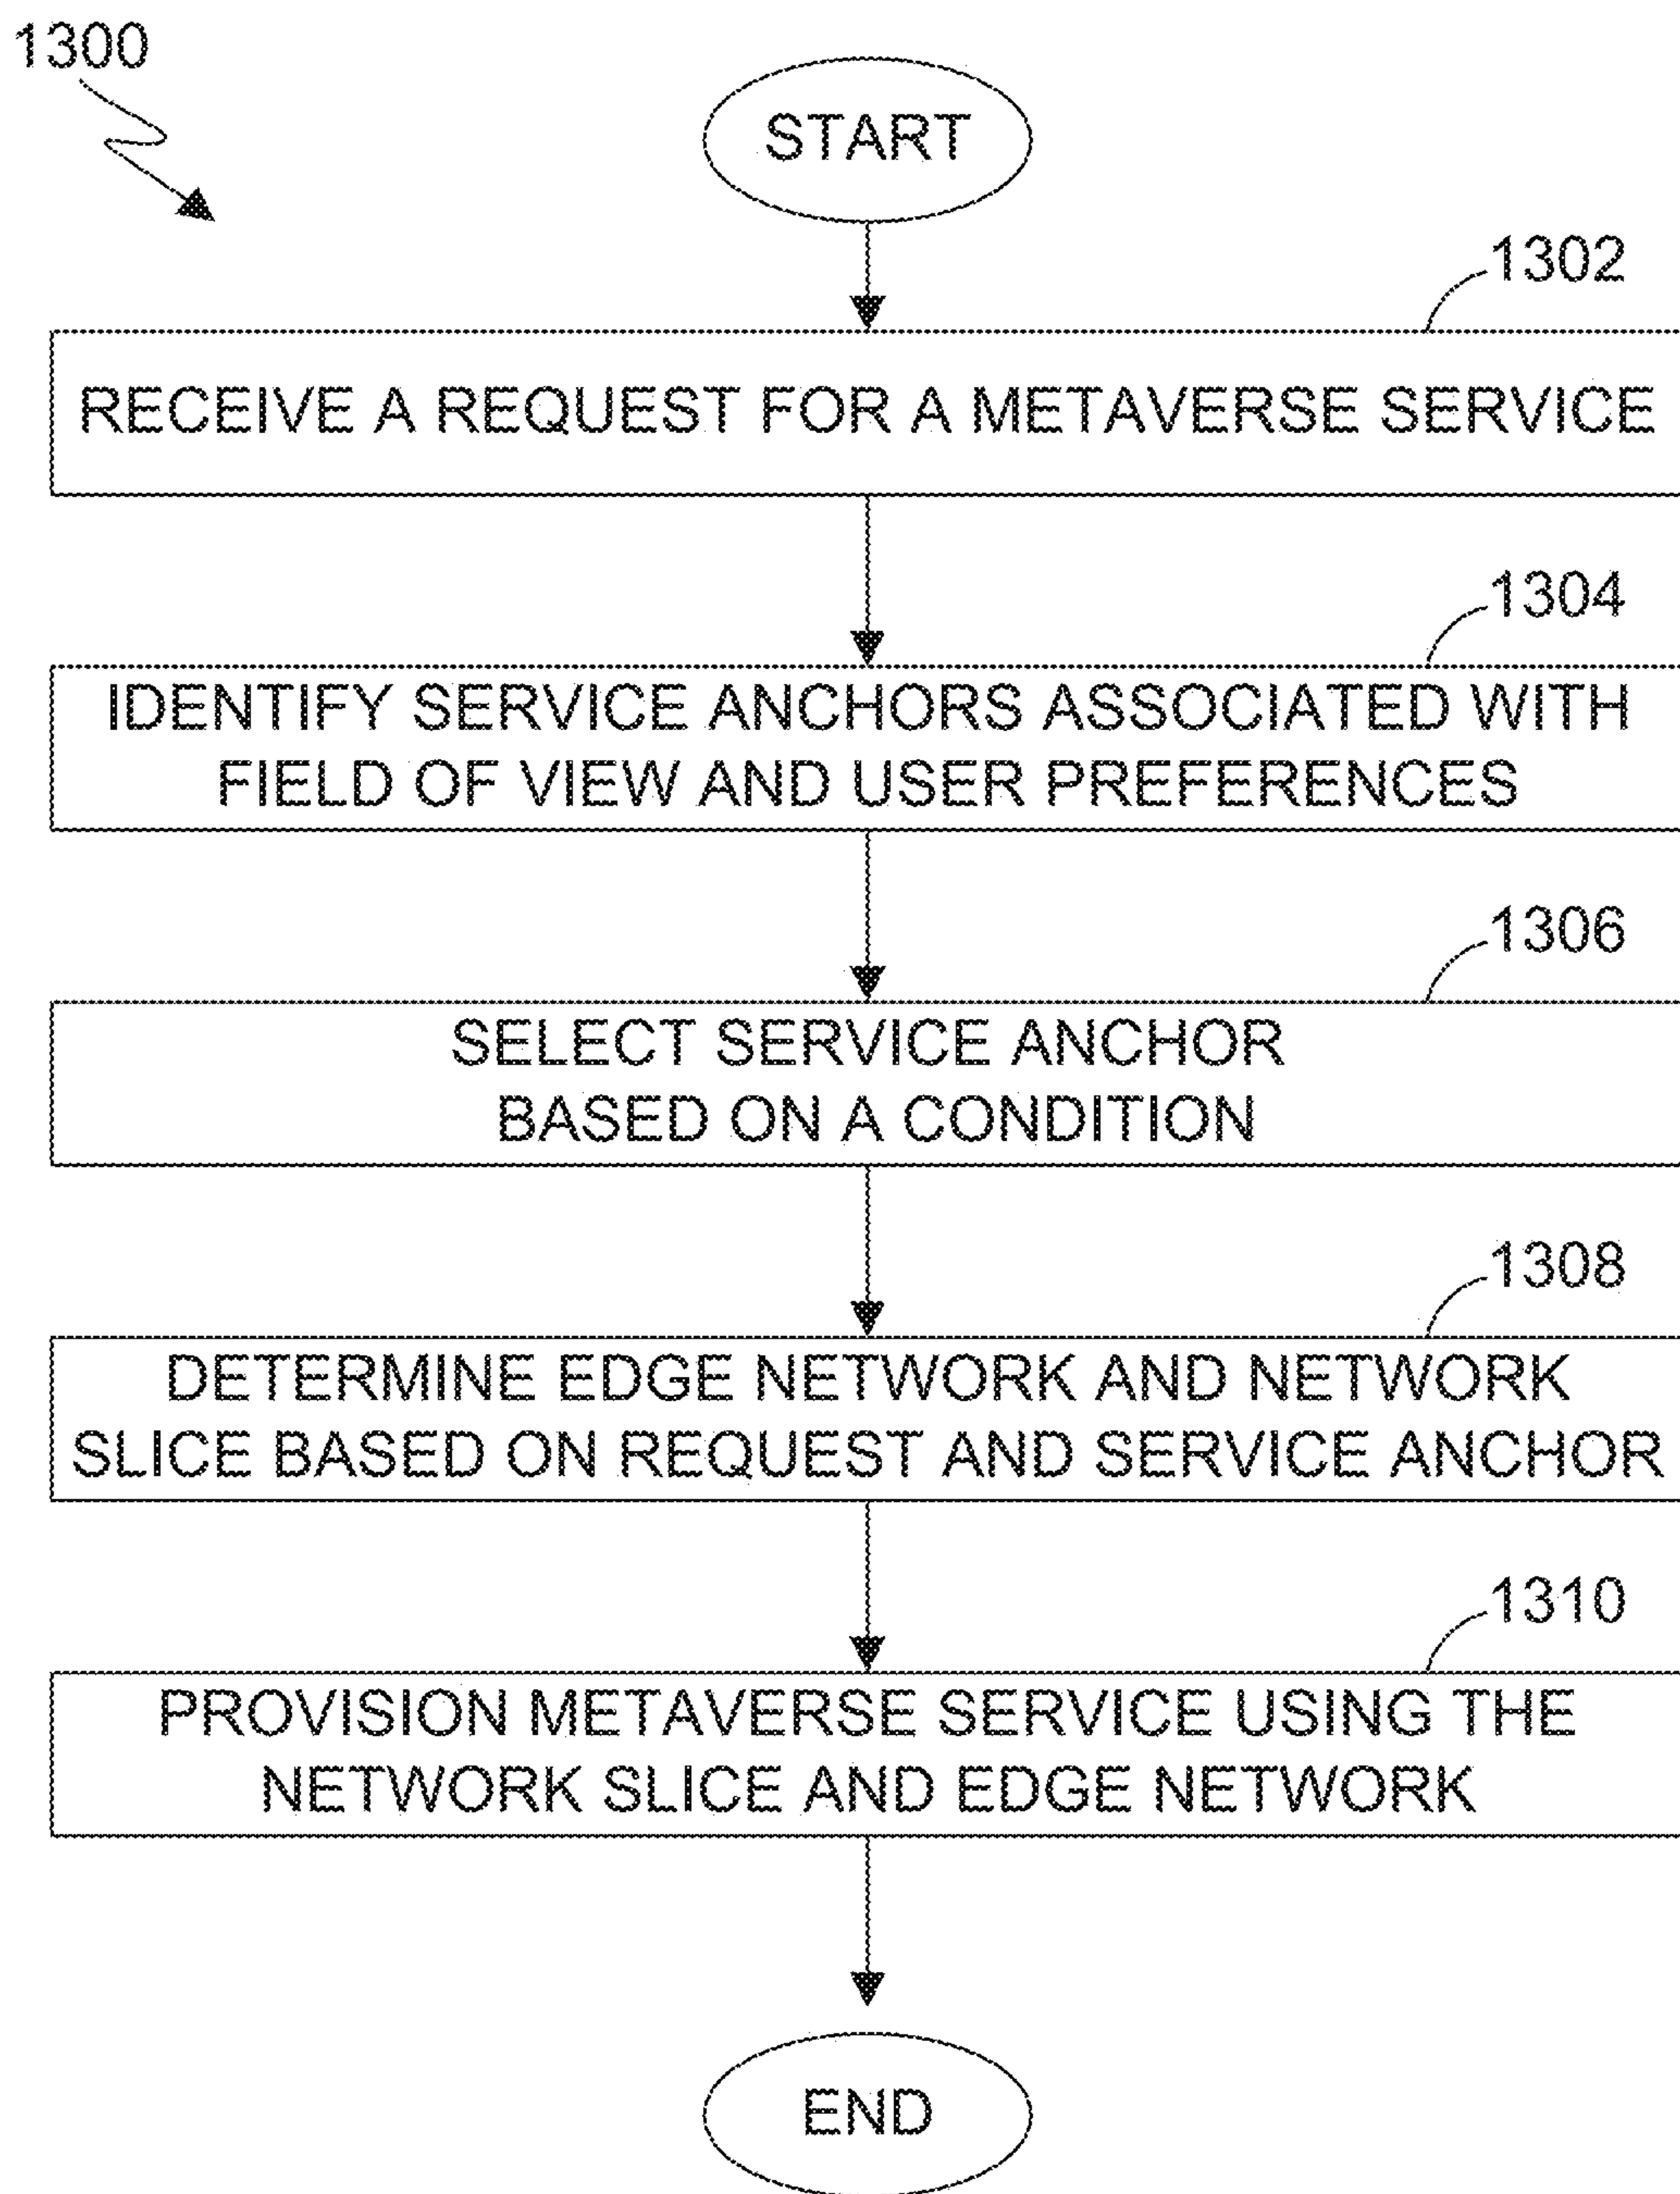 1300
START
1302
RECEIVE A REQUEST FOR A METAVERSE SERVICE
1304
IDENTIFY SERVICE ANCHORS ASSOCIATED WITH
FIELD OF VIEW AND USER PREFERENCES
1306
SELECT SERVICE ANCHOR
BASED ON A CONDITION
1308
DETERMINE EDGE NETWORK AND NETWORK
SLICE BASED ON REQUEST AND SERVICE ANCHOR
1310
PROVISION METAVERSE SERVICE USING THE
NETWORK SLICE AND EDGE NETWORK
END